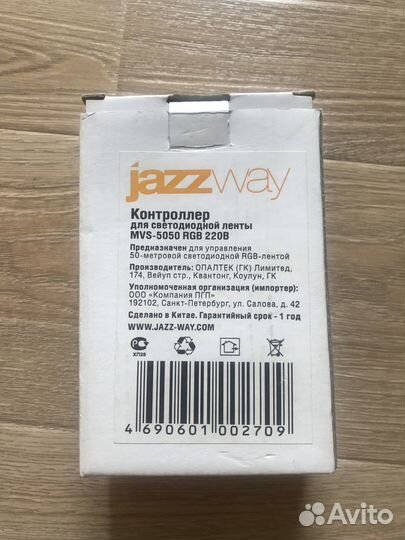 jazzway
Контроллер
для светодиодной ленты
MVS-5050 RGB 220В
Предназначен для управления
50-метровой светодиодной RGB-лентой
Производитель: ОПАЛТЕК (ГК) Лимитед,
174, Вейул стр., Квантонг, Коулун, ГК
Уполномоченная организация (импортер):
ООО «Компания ПГП»
192102, Санкт-Петербург, ул. Салова, д. 42
Сделано в Китае. Гарантийный срок - 1 год
WWW.JAZZ-WAY.COM
ХП28
4 690601 002709
Avito